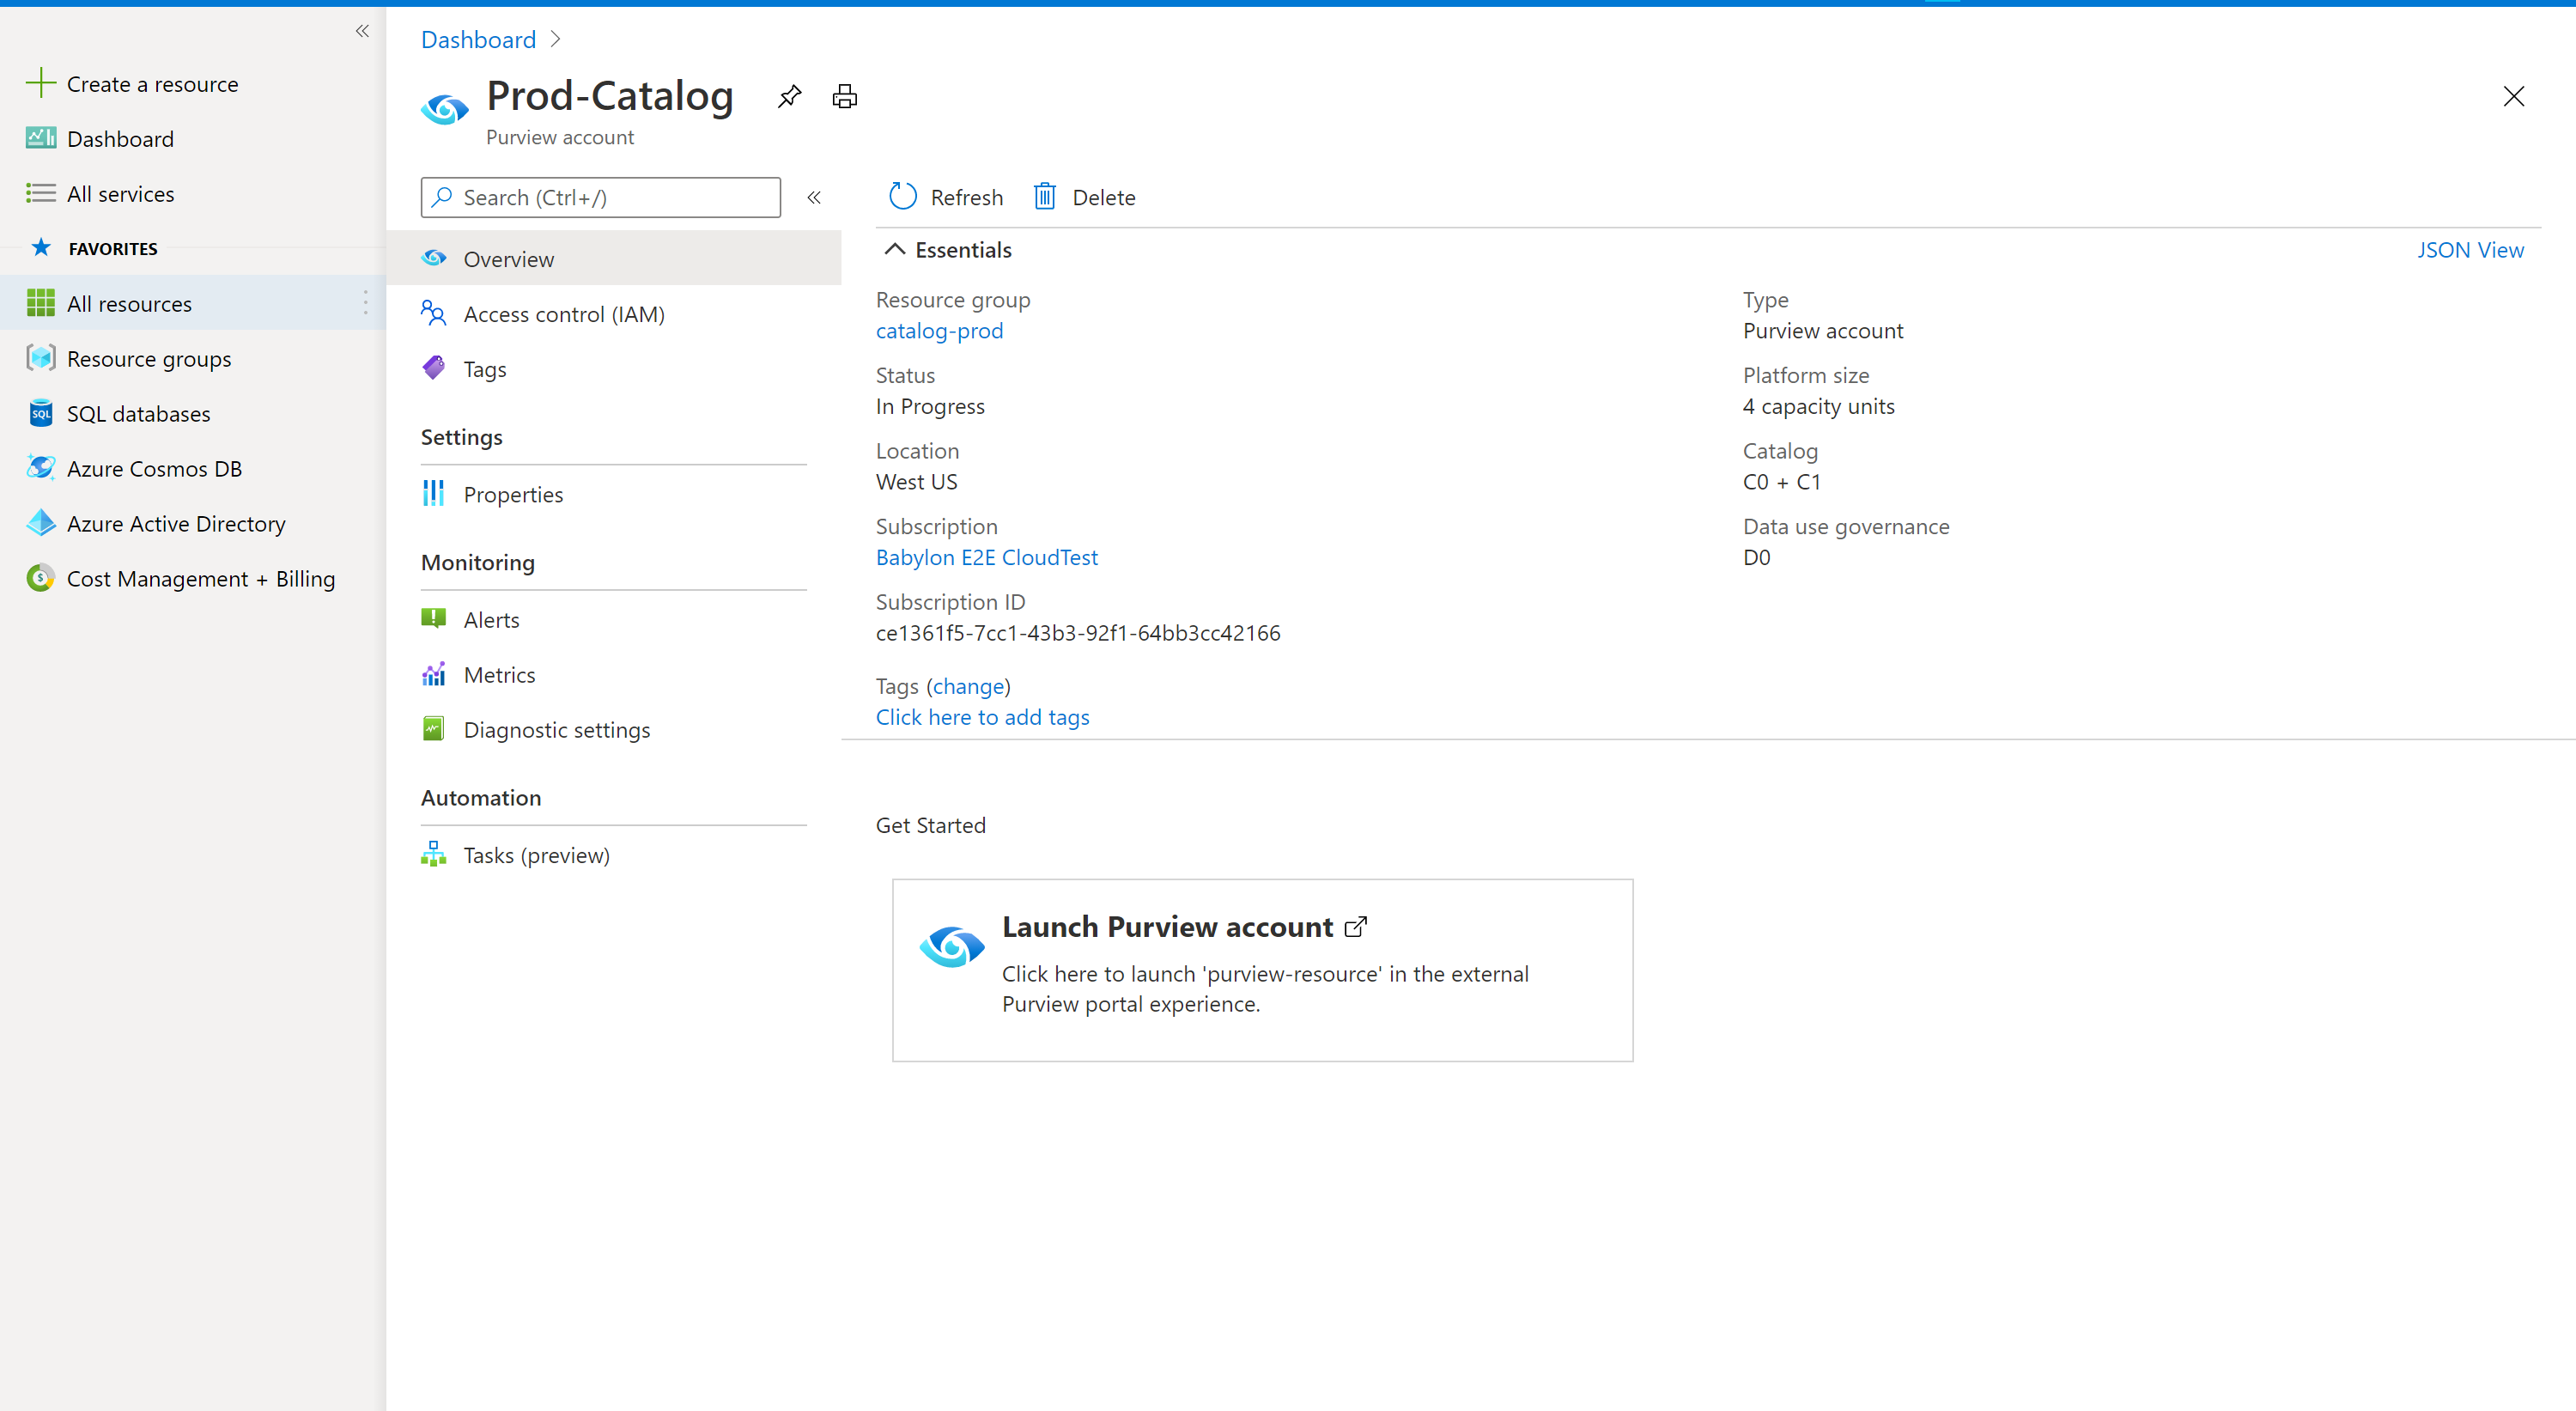 Create a resource
Dashboard
All services
FAVORITES
All resources
Resource groups
SQL databases
Azure Cosmos DB
Azure Active Directory
Cost Management + Billing
Dashboard
Prod-Catalog
Purview account
Search (Ctrl+/)
Overview
Access control (IAM)
Tags
Settings
Properties
Monitoring
Alerts
Metrics
Diagnostic settings
Automation
Tasks (preview)
Refresh
Delete
Essentials
JSON View
Resource group
catalog-prod
Status
In Progress
Location
West US
Subscription
Babylon E2E CloudTest
Subscription ID
ce1361f5-7cc1-43b3-92f1-64bb3cc42166
Tags (change)
Click here to add tags
Type
Purview account
Platform size
4 capacity units
Catalog
C0 + C1
Data use governance
D0
Get Started
Launch Purview account
Click here to launch 'purview-resource' in the external
Purview portal experience.